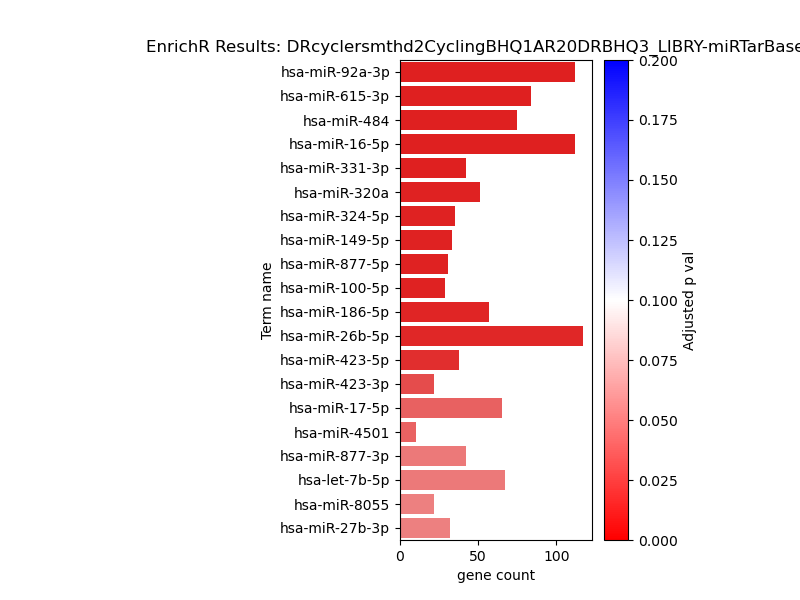 EnrichR Results: DRcyclersmthd2CyclingBHQ1AR20DRBHQ3_LIBRY-miRTarBase
hsa-miR-92a-3p
hsa-miR-615-3p
hsa-miR-484
hsa-miR-16-5p
hsa-miR-331-3p
hsa-miR-320a
hsa-miR-324-5p
hsa-miR-149-5p
hsa-miR-877-5p
hsa-miR-100-5p
hsa-miR-186-5p
hsa-miR-26b-5p
hsa-miR-423-5p
hsa-miR-423-3p
hsa-miR-17-5p
hsa-miR-4501
hsa-miR-877-3p
hsa-let-7b-5p
hsa-miR-8055
hsa-miR-27b-3p
Term name
0 50 100
gene count
0.200
0.175
0.150
0.125
0.100
0.075
0.050
0.025
0.000
Adjusted p val